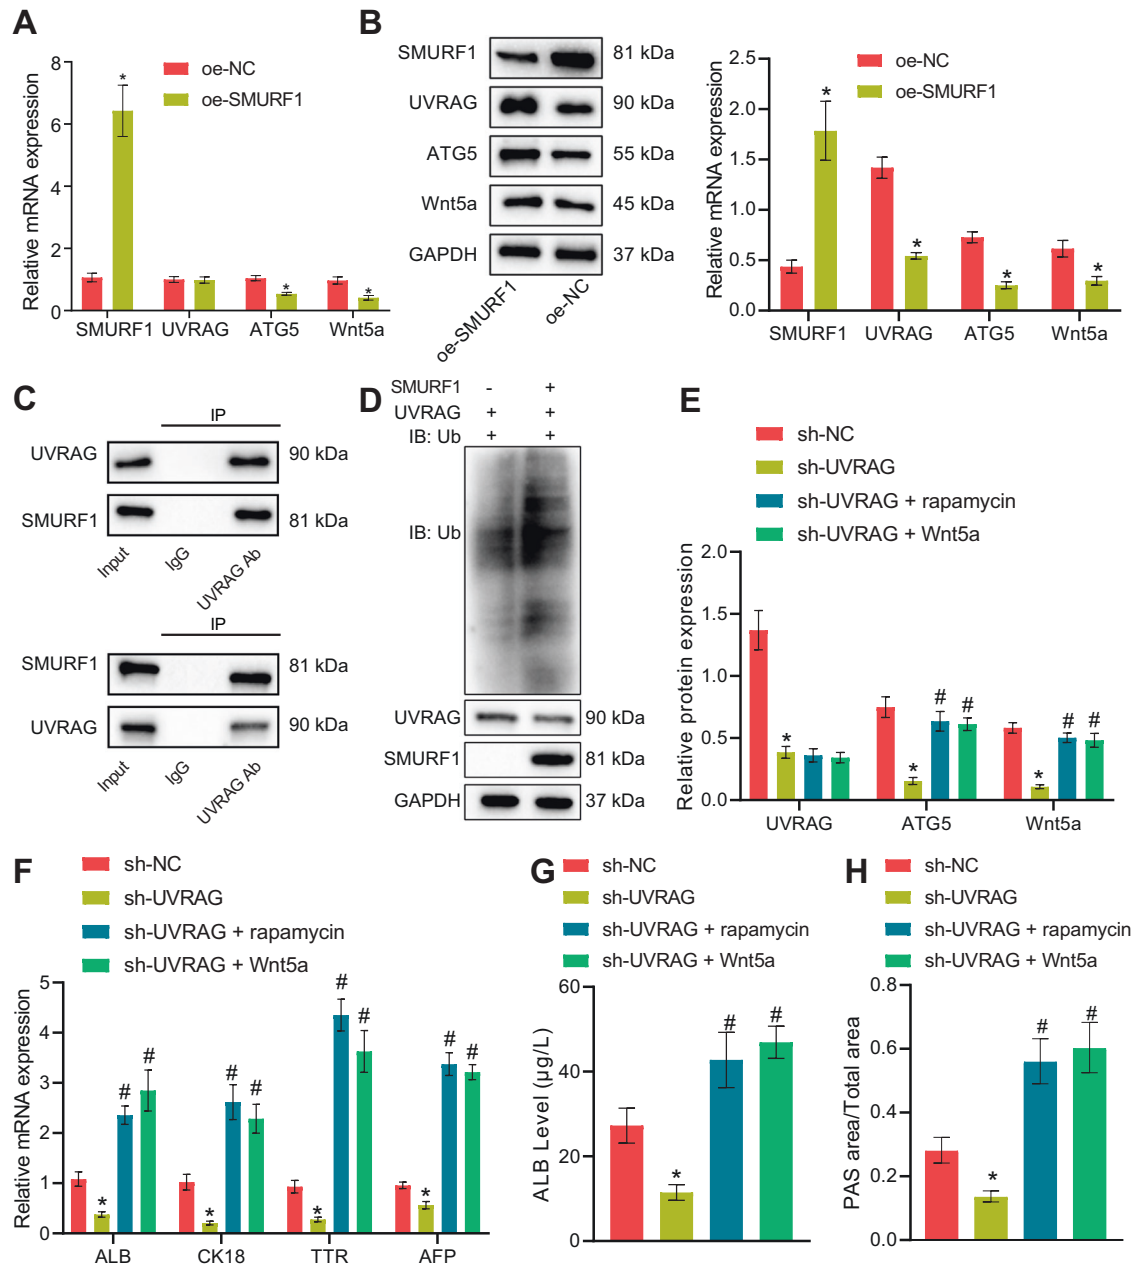 A
Relative mRNA expression
8
6
4
2
0
oe-NC
oe-SMURF1
*
*
*
SMURF1 UVRAG ATG5 Wnt5a
B
SMURF1 81 kDa
UVRAG 90 kDa
ATG5 55 kDa
Wnt5a 45 kDa
GAPDH 37 kDa
oe-SMURF1 oe-NC
Relative mRNA expression
2.5
2.0
1.5
1.0
0.5
0.0
oe-NC
oe-SMURF1
*
*
*
*
SMURF1 UVRAG ATG5 Wnt5a
C
IP
UVRAG 90 kDa
SMURF1 81 kDa
Input IgG UVRAG Ab
IP
SMURF1 81 kDa
UVRAG 90 kDa
Input IgG UVRAG Ab
D
SMURF1 - +
UVRAG + +
IB: Ub + +
IB: Ub
UVRAG 90 kDa
SMURF1 81 kDa
GAPDH 37 kDa
E
sh-NC
sh-UVRAG
sh-UVRAG + rapamycin
sh-UVRAG + Wnt5a
Relative protein expression
2.0
1.5
1.0
0.5
0.0
*
* # #
* # #
UVRAG ATG5 Wnt5a
F
sh-NC
sh-UVRAG
sh-UVRAG + rapamycin
sh-UVRAG + Wnt5a
Relative mRNA expression
5
4
3
2
1
0
* # #
* # #
* # #
* # #
ALB CK18 TTR AFP
G
sh-NC
sh-UVRAG
sh-UVRAG + rapamycin
sh-UVRAG + Wnt5a
ALB Level (µg/L)
60
40
20
0
* # #
H
sh-NC
sh-UVRAG
sh-UVRAG + rapamycin
sh-UVRAG + Wnt5a
PAS area/Total area
0.8
0.6
0.4
0.2
0.0
* # #